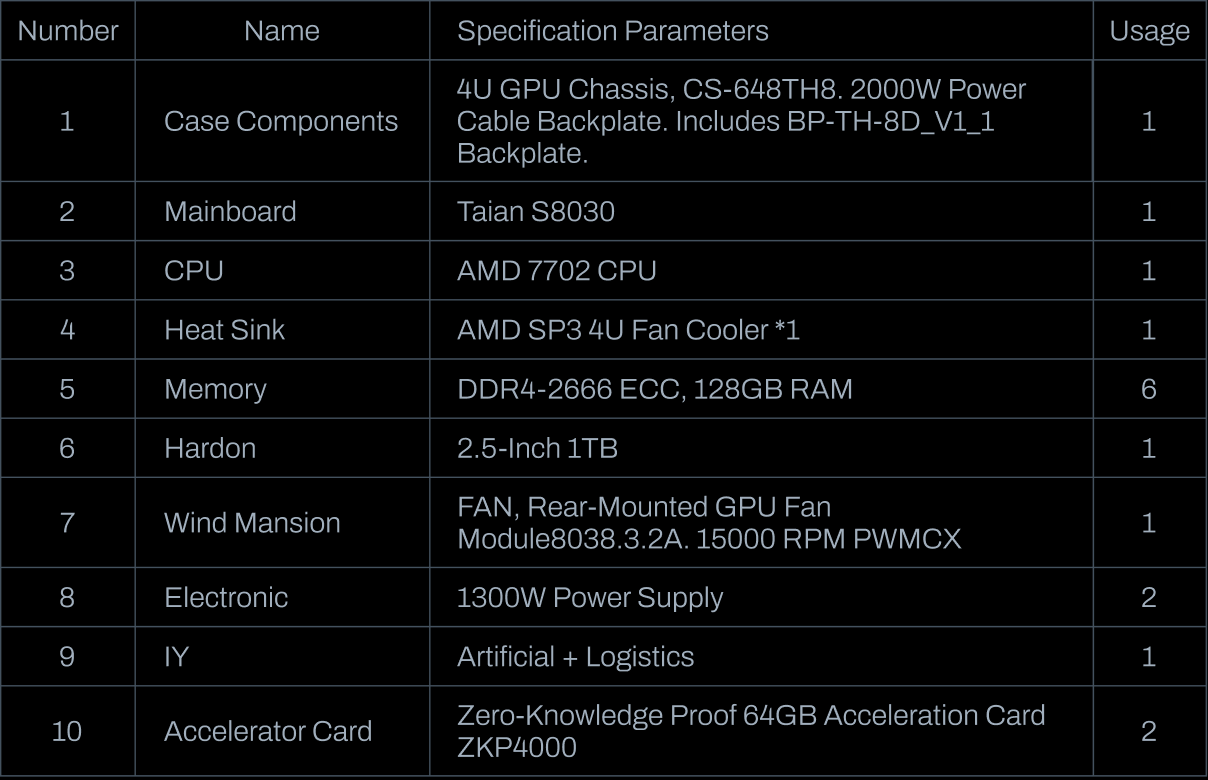 Number Name Specification Parameters Usage
1 Case Components 4U GPU Chassis, CS-648TH8. 2000W Power
Cable Backplate. Includes BP-TH-8D_V1_1
Backplate. 1
2 Mainboard Taian S8030 1
3 CPU AMD 7702 CPU 1
4 Heat Sink AMD SP3 4U Fan Cooler *1 1
5 Memory DDR4-2666 ECC, 128GB RAM 6
6 Hardon 2.5-Inch 1TB 1
7 Wind Mansion FAN, Rear-Mounted GPU Fan
Module8038.3.2A. 15000 RPM PWMCX 1
8 Electronic 1300W Power Supply 2
9 IY Artificial + Logistics 1
10 Accelerator Card Zero-Knowledge Proof 64GB Acceleration Card
ZKP4000 2